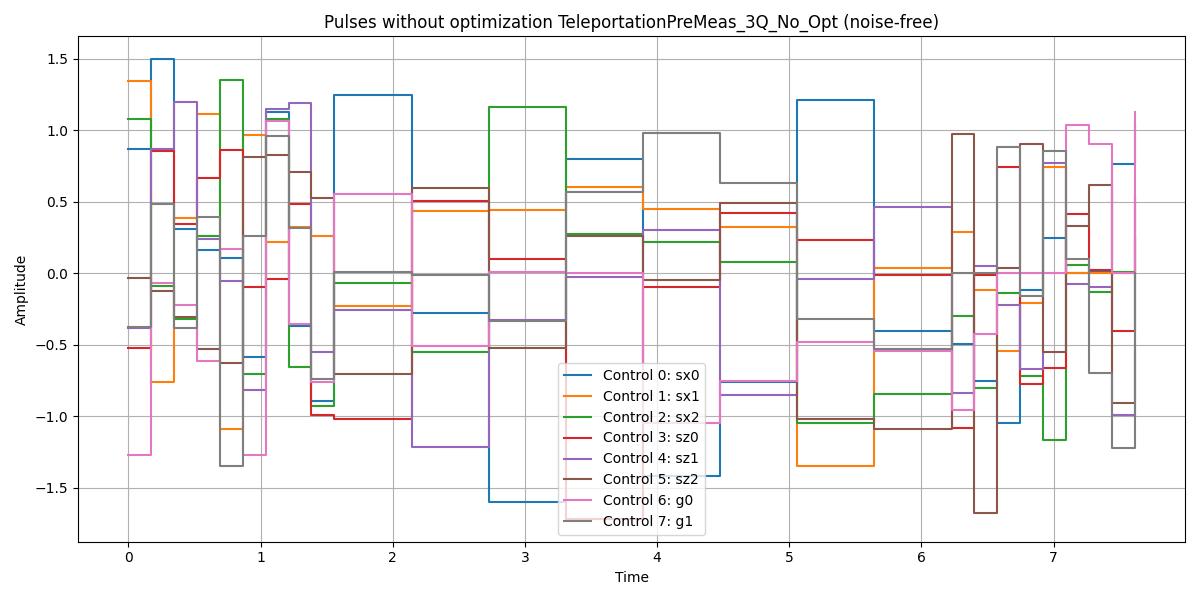 Pulses without optimization TeleportationPreMeas_3Q_No_Opt (noise-free)
Amplitude
1.5
1.0
0.5
0.0
−0.5
−1.0
−1.5
Control 0: sx0
Control 1: sx1
Control 2: sx2
Control 3: sz0
Control 4: sz1
Control 5: sz2
Control 6: g0
Control 7: g1
0 1 2 3 4 5 6 7
Time